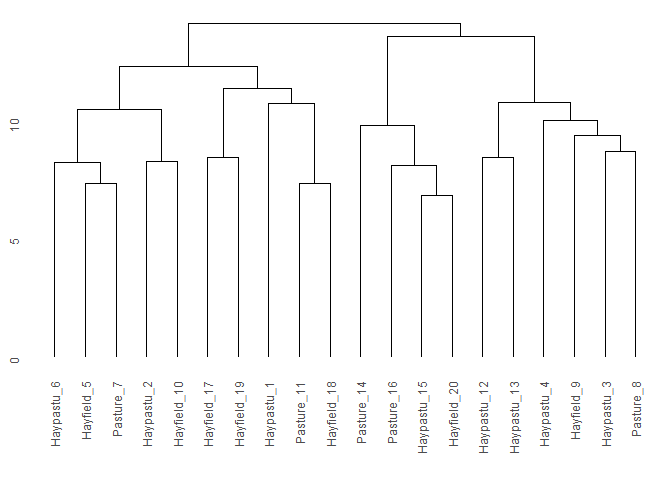 10
5
0
Haypastu_6
Hayfield_5
Pasture_7
Haypastu_2
Hayfield_10
Hayfield_17
Hayfield_19
Haypastu_1
Pasture_11
Hayfield_18
Pasture_14
Pasture_16
Haypastu_15
Hayfield_20
Haypastu_12
Haypastu_13
Haypastu_4
Hayfield_9
Haypastu_3
Pasture_8